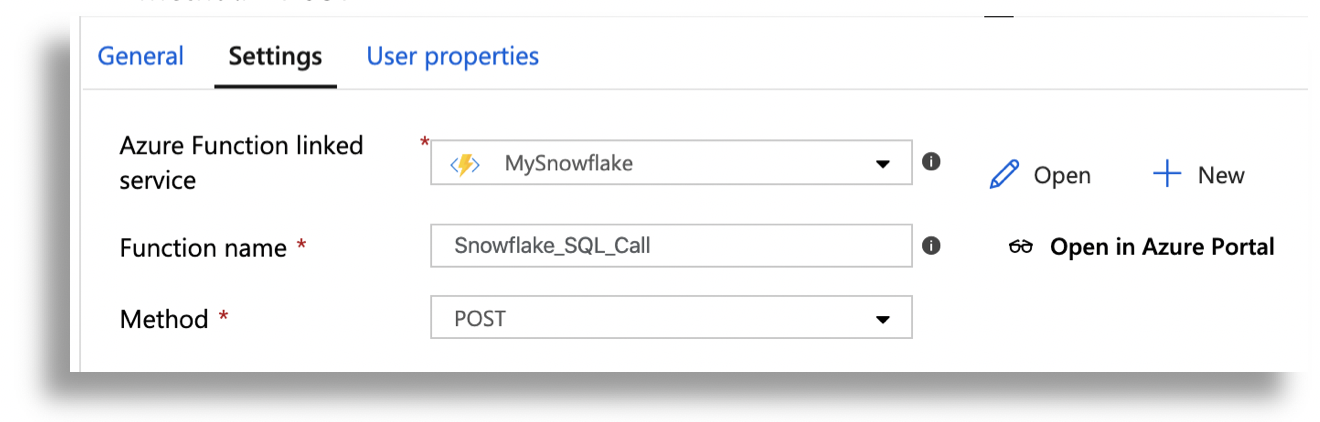 General Settings User properties
Azure Function linked service * MySnowflake Open New
Function name * Snowflake_SQL_Call Open in Azure Portal
Method * POST